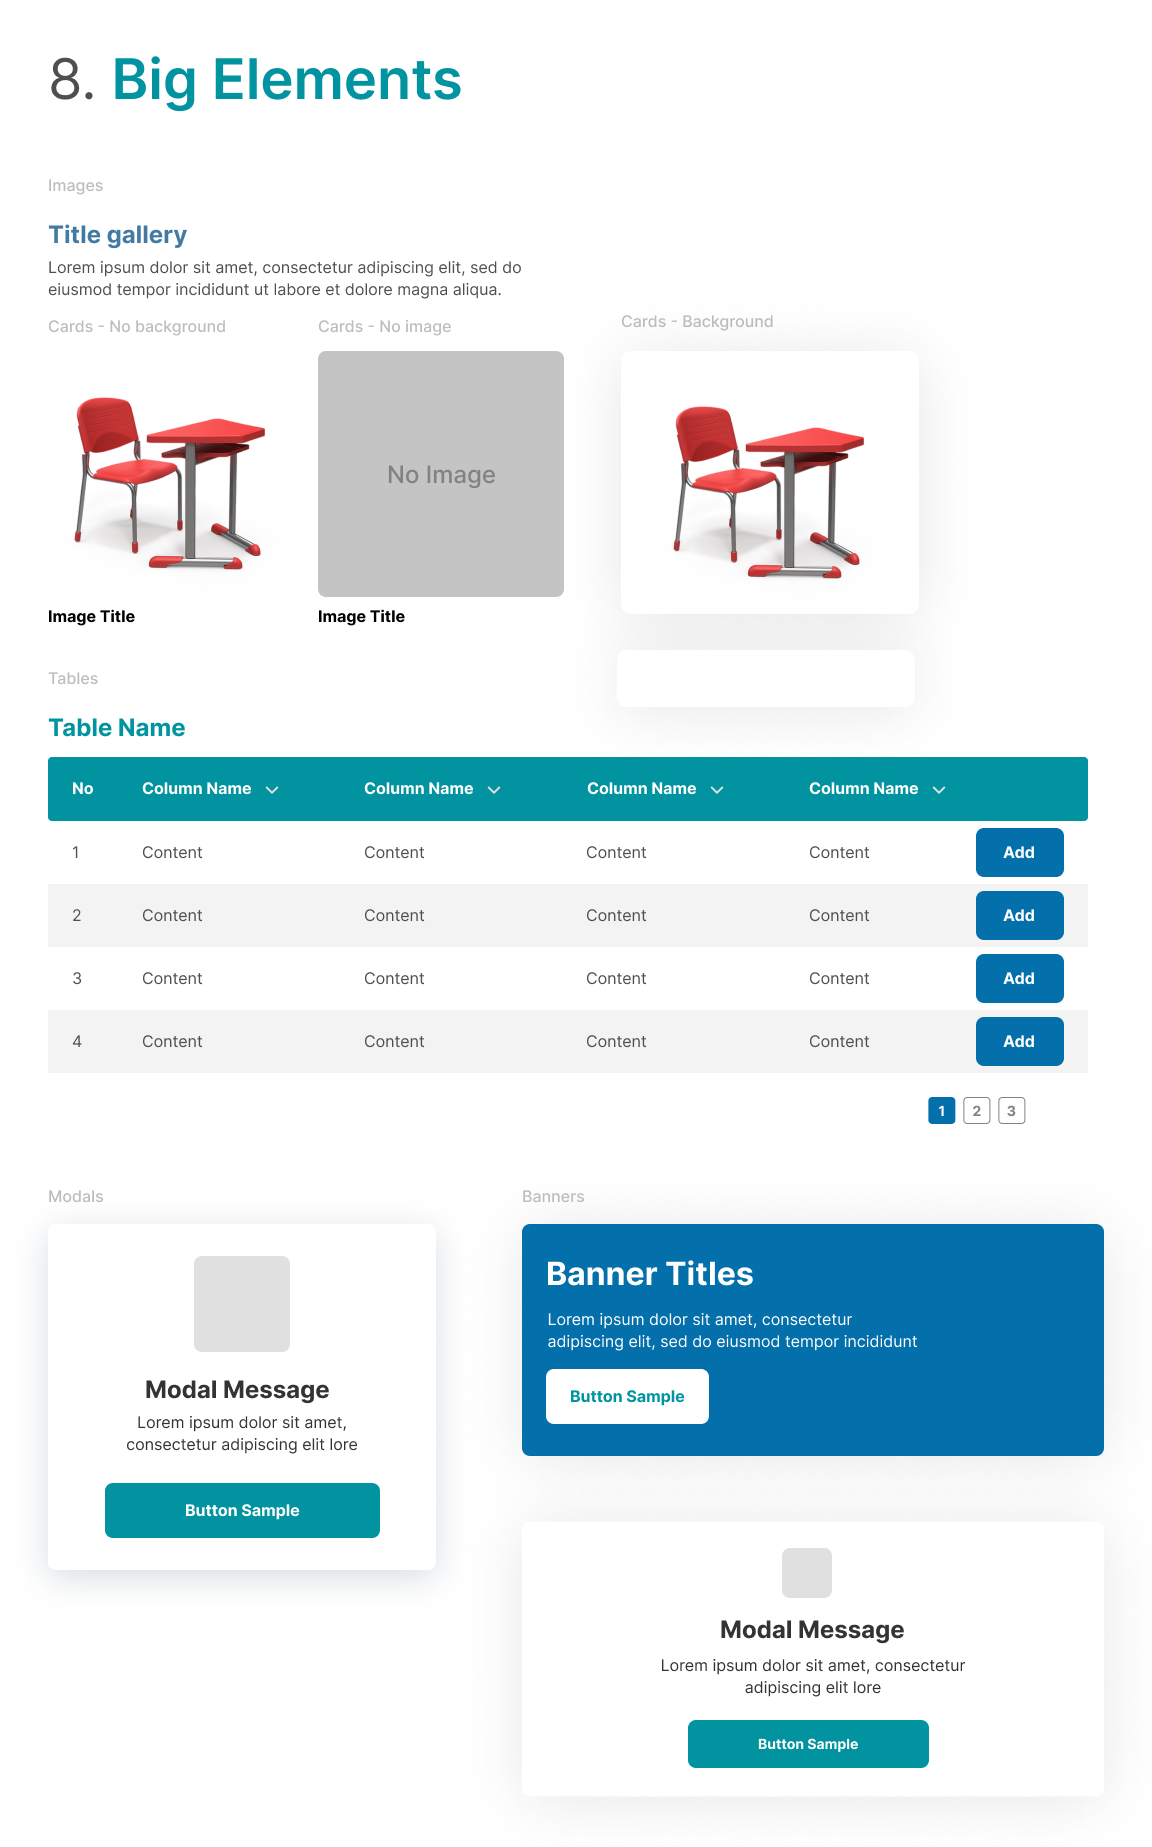 8. Big Elements
Images
Title gallery
Lorem ipsum dolor sit amet, consectetur adipiscing elit, sed do
eiusmod tempor incididunt ut labore et dolore magna aliqua.
Cards - No background
Cards - No image
Cards - Background
No Image
Image Title
Image Title
Tables
Table Name
No Column Name Column Name Column Name Column Name
1 Content Content Content Content Add
2 Content Content Content Content Add
3 Content Content Content Content Add
4 Content Content Content Content Add
1 2 3
Modals
Modal Message
Lorem ipsum dolor sit amet,
consectetur adipiscing elit lore
Button Sample
Banners
Banner Titles
Lorem ipsum dolor sit amet, consectetur
adipiscing elit, sed do eiusmod tempor incididunt
Button Sample
Modal Message
Lorem ipsum dolor sit amet, consectetur
adipiscing elit lore
Button Sample